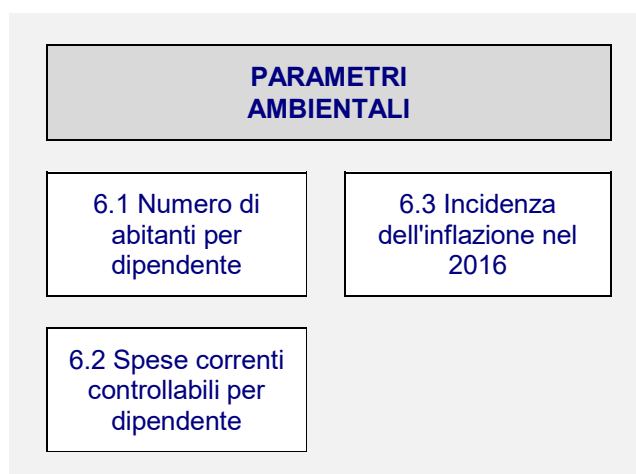 PARAMETRI
AMBIENTALI
6.1 Numero di
abitanti per
dipendente
6.3 Incidenza
dell'inflazione nel
2016
6.2 Spese correnti
controllabili per
dipendente